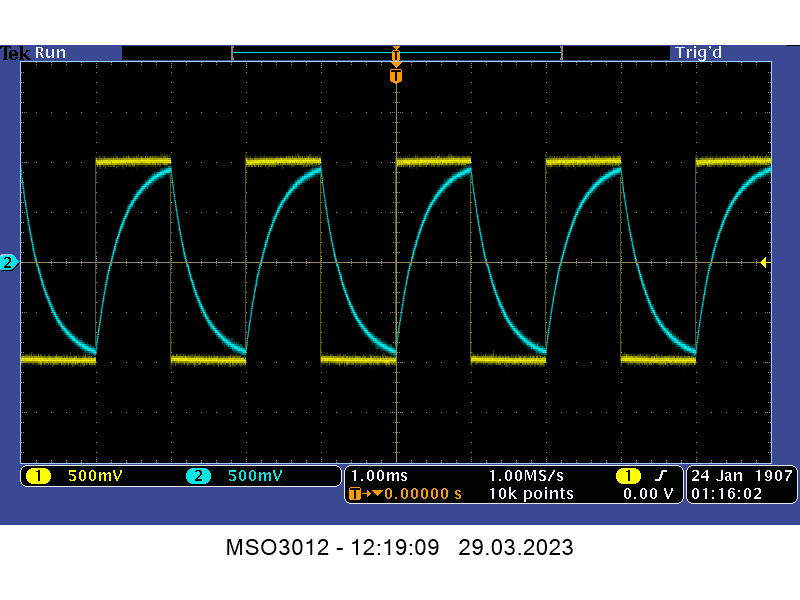 Tek Run Trig'd
T
T
2
1 500mV 2 500mV 1.00ms 1.00MS/s 1 24 Jan 1907
T→▼0.00000 s 10k points 0.00 V 01:16:02
MSO3012 - 12:19:09 29.03.2023